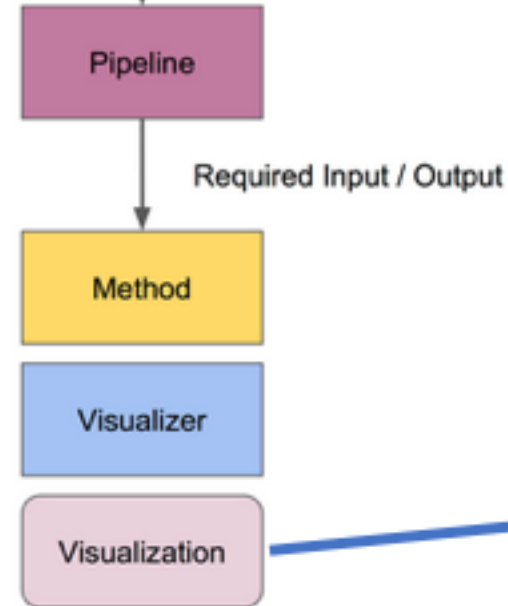 Pipeline
Required Input / Output
Method
Visualizer
Visualization